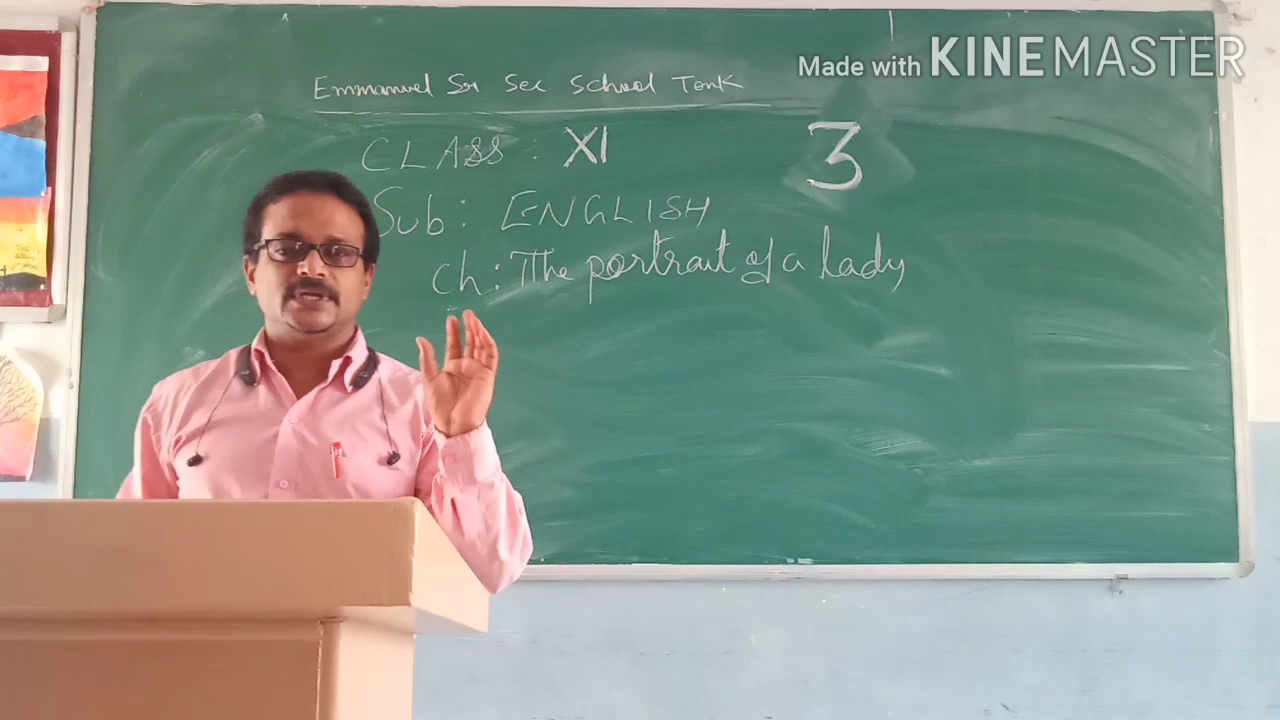 Made with KINEMASTER
Emmanuel Sr Sec School Tonk
CLASS : XI
3
Sub : ENGLISH
Ch : The portrait of a lady